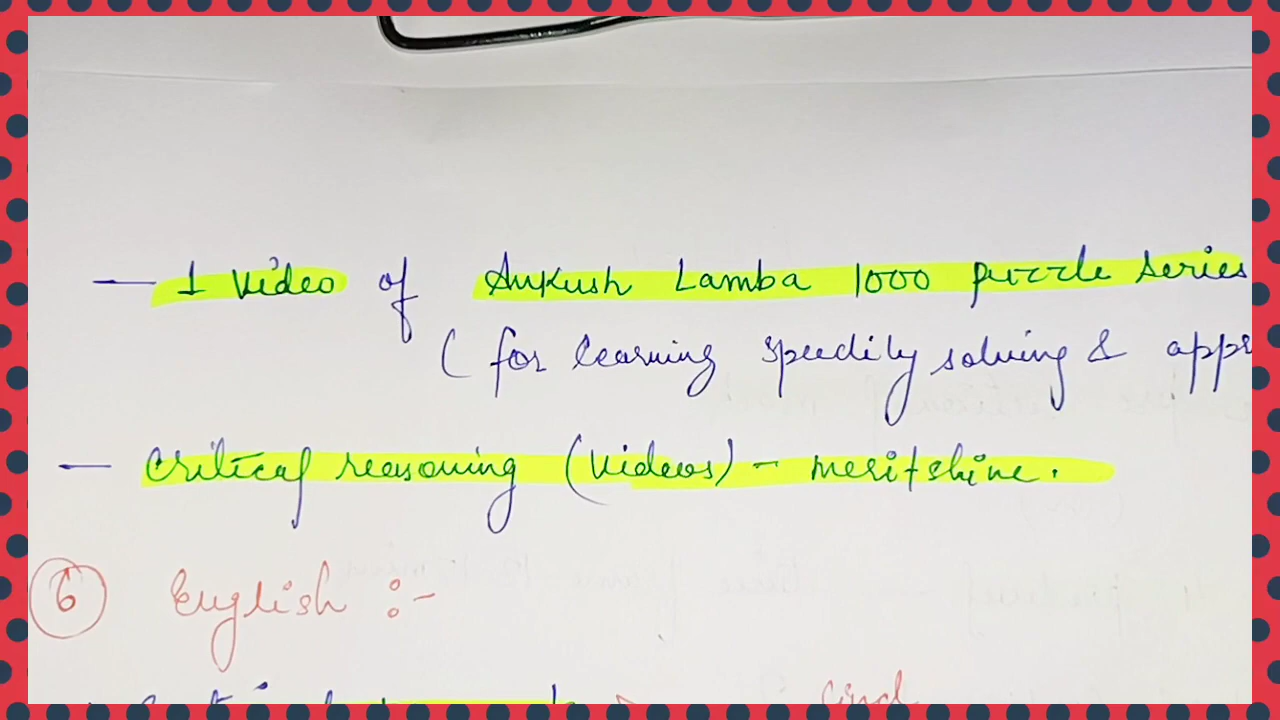 — 1 Video of Ankush Lamba 1000 puzzle series
( for learning speedily solving & appr
— Critical reasoning (Videos) – meritshine.
6 English :-